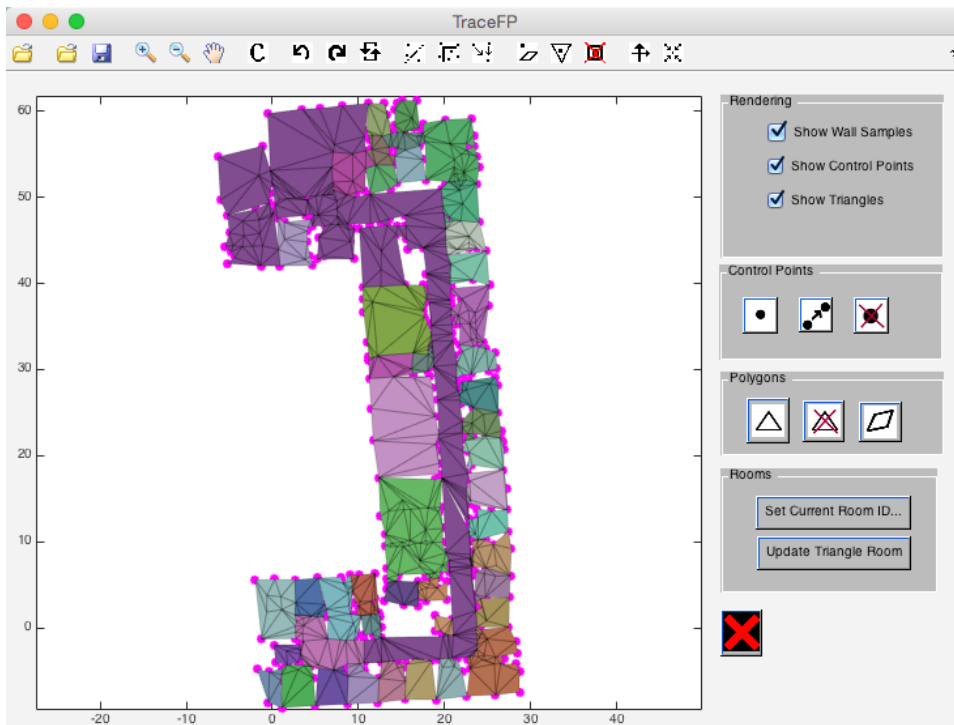 TraceFP
C
Rendering
Show Wall Samples
Show Control Points
Show Triangles
Control Points
Polygons
Rooms
Set Current Room ID...
Update Triangle Room
60
50
40
30
20
10
0
-20
-10
0
10
20
30
40